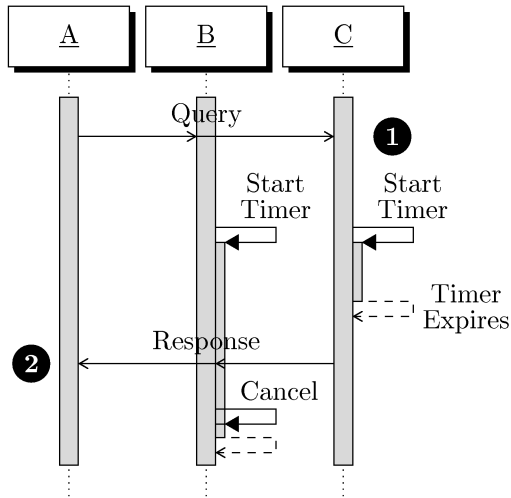 A B C
Query
1
Start
Timer
Start
Timer
Timer
Expires
Response
2
Cancel